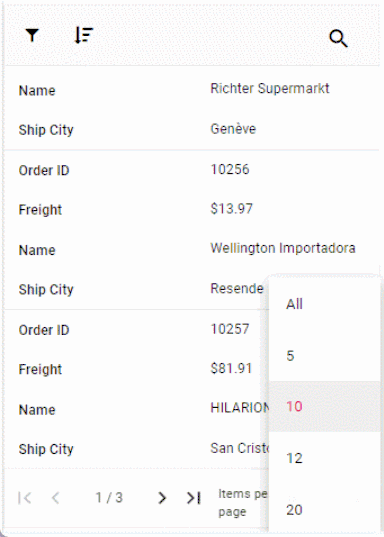 Name Richter Supermarkt
Ship City Genève
Order ID 10256
Freight $13.97
Name Wellington Importadora
Ship City Resende
All
Order ID 10257
5
Freight $81.91
Name HILARION
10
Ship City San Cristo
12
1 / 3 Items pe
page
20